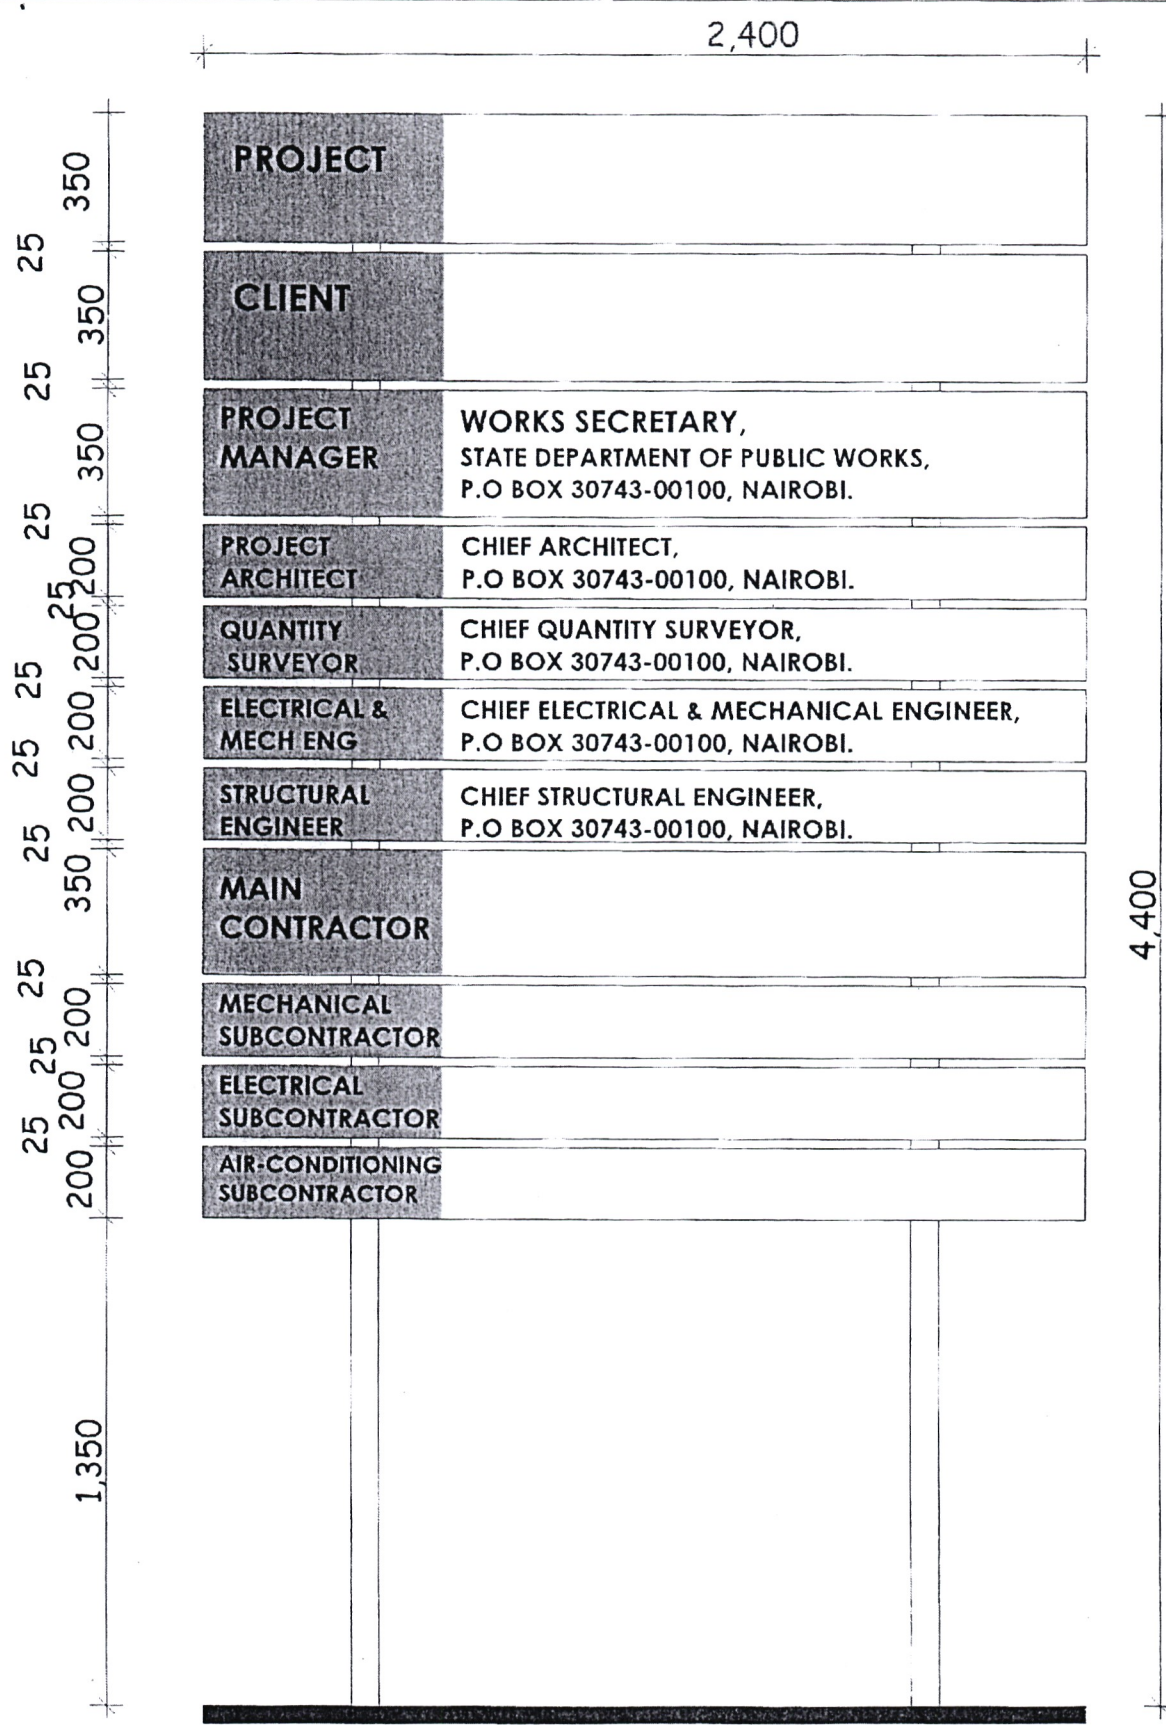 2,400
350
PROJECT
25
350
CLIENT
25
350
PROJECT
MANAGER
WORKS SECRETARY,
STATE DEPARTMENT OF PUBLIC WORKS,
P.O BOX 30743-00100, NAIROBI.
25
200
PROJECT
ARCHITECT
CHIEF ARCHITECT,
P.O BOX 30743-00100, NAIROBI.
25
200
QUANTITY
SURVEYOR
CHIEF QUANTITY SURVEYOR,
P.O BOX 30743-00100, NAIROBI.
25
200
ELECTRICAL &
MECH ENG
CHIEF ELECTRICAL & MECHANICAL ENGINEER,
P.O BOX 30743-00100, NAIROBI.
25
200
STRUCTURAL
ENGINEER
CHIEF STRUCTURAL ENGINEER,
P.O BOX 30743-00100, NAIROBI.
25
350
MAIN
CONTRACTOR
4,400
25
200
MECHANICAL
SUBCONTRACTOR
25
200
ELECTRICAL
SUBCONTRACTOR
25
200
AIR-CONDITIONING
SUBCONTRACTOR
1,350